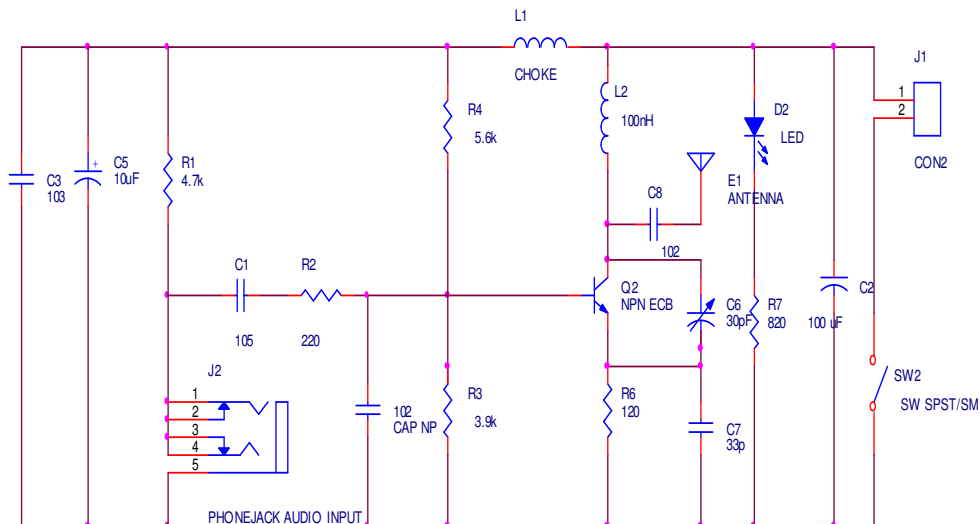 L1
CHOKE
J1
1
2
CON2
R4
5.6k
L2
100nH
D2
LED
C3
103
C5
+
10uF
R1
4.7k
E1
ANTENNA
C8
102
C1
105
R2
220
Q2
NPN ECB
C6
30pF
R7
820
C2
100 uF
J2
1
2
3
4
5
102
CAP NP
R3
3.9k
R6
120
C7
33p
SW2
SW SPST/SM
PHONEJACK AUDIO INPUT